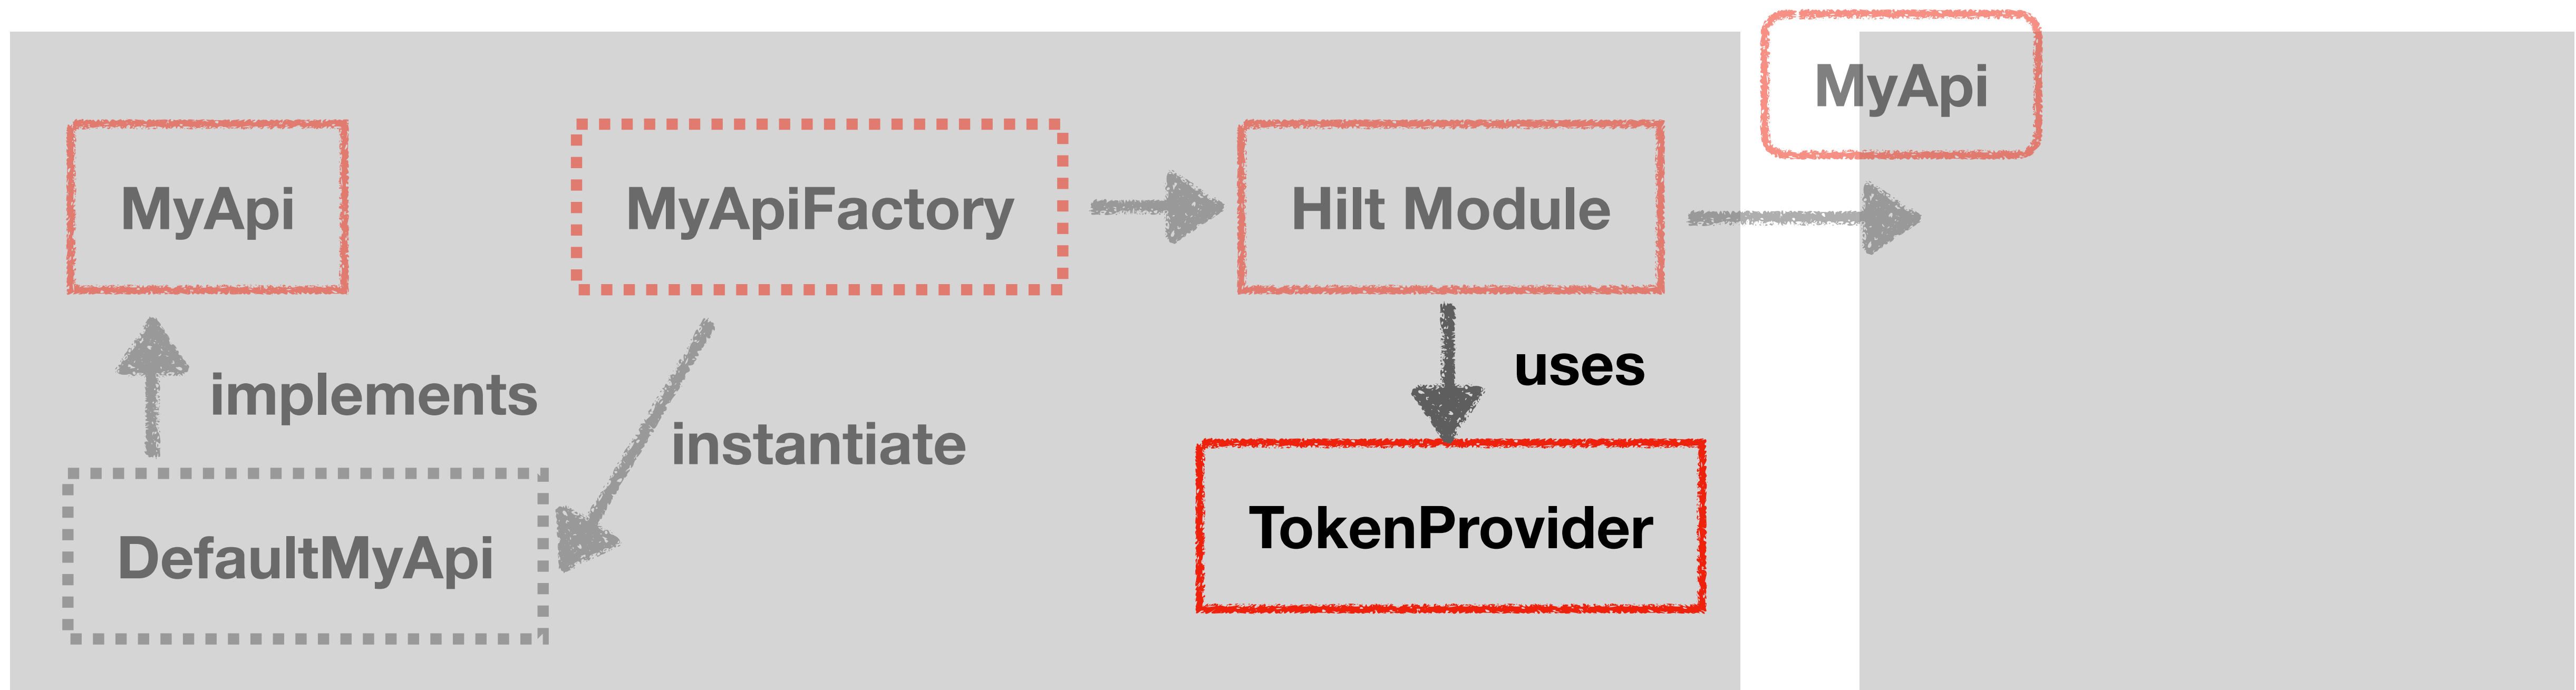 MyApi
MyApi
MyApiFactory
Hilt Module
uses
implements
instantiate
TokenProvider
DefaultMyApi